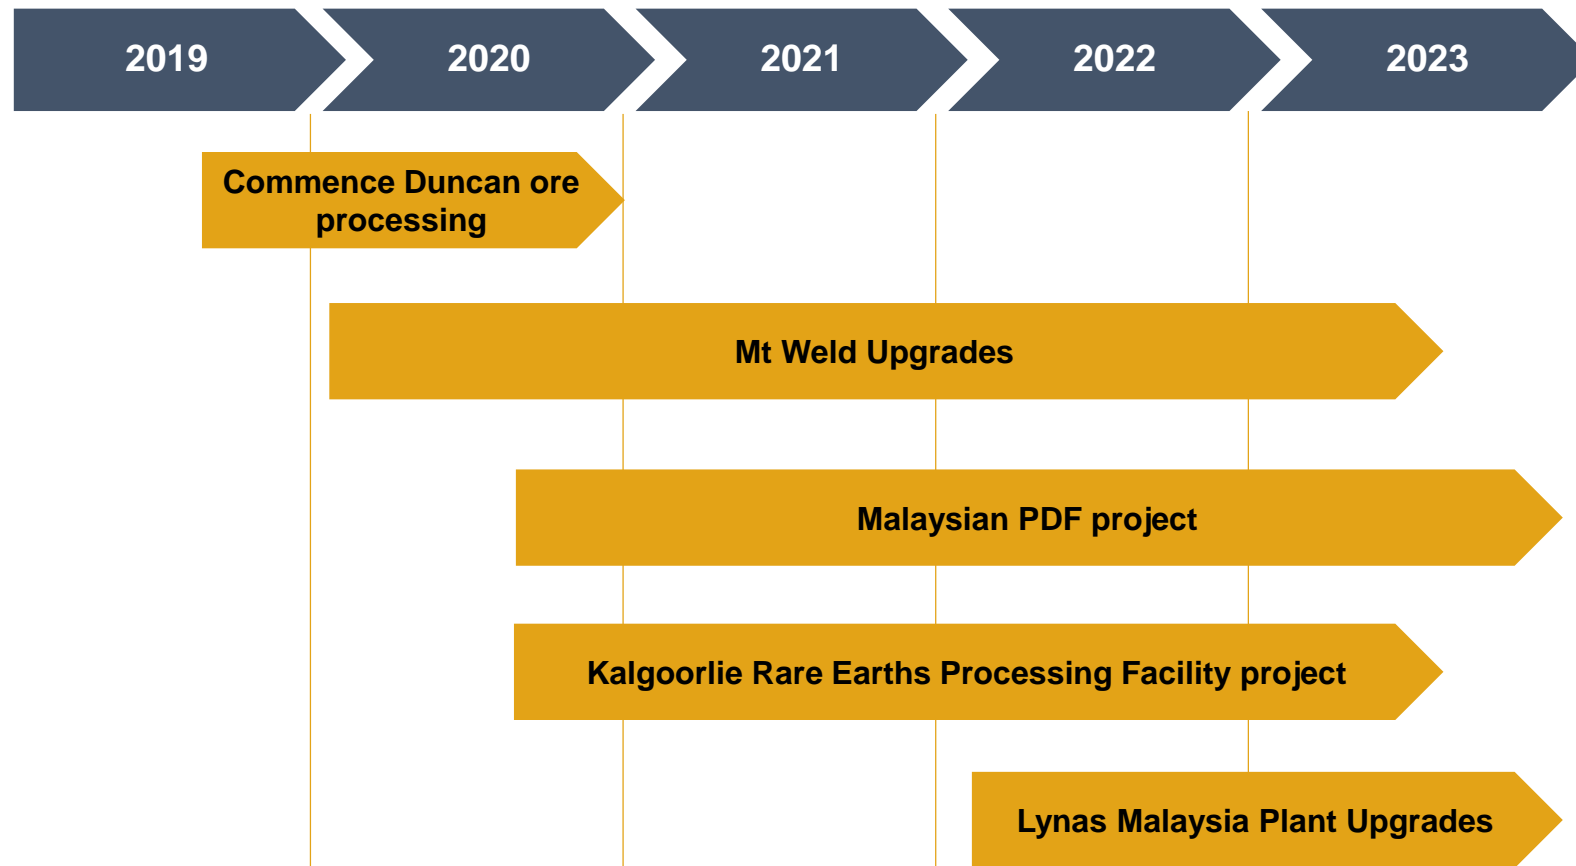 2019
2020
2021
2022
2023
Commence Duncan ore
processing
Mt Weld Upgrades
Malaysian PDF project
Kalgoorlie Rare Earths Processing Facility project
Lynas Malaysia Plant Upgrades